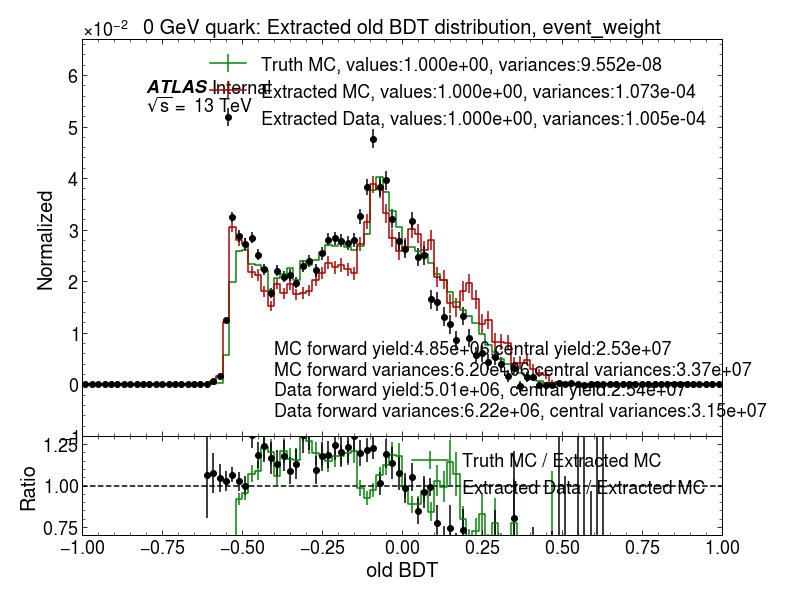 ×10⁻² 0 GeV quark: Extracted old BDT distribution, event_weight
Truth MC, values:1.000e+00, variances:9.552e-08
ATLAS Internal
Extracted MC, values:1.000e+00, variances:1.073e-04
√s = 13 TeV
Extracted Data, values:1.000e+00, variances:1.005e-04
6
5
4
3
2
1
0
1
Normalized
MC forward yield:4.85e+06, central yield:2.53e+07
MC forward variances:6.20e+06, central variances:3.37e+07
Data forward yield:5.01e+06, central yield:2.54e+07
Data forward variances:6.22e+06, central variances:3.15e+07
1.25
1.00
0.75
Ratio
Truth MC / Extracted MC
Extracted Data / Extracted MC
−1.00 −0.75 −0.50 −0.25 0.00 0.25 0.50 0.75 1.00
old BDT